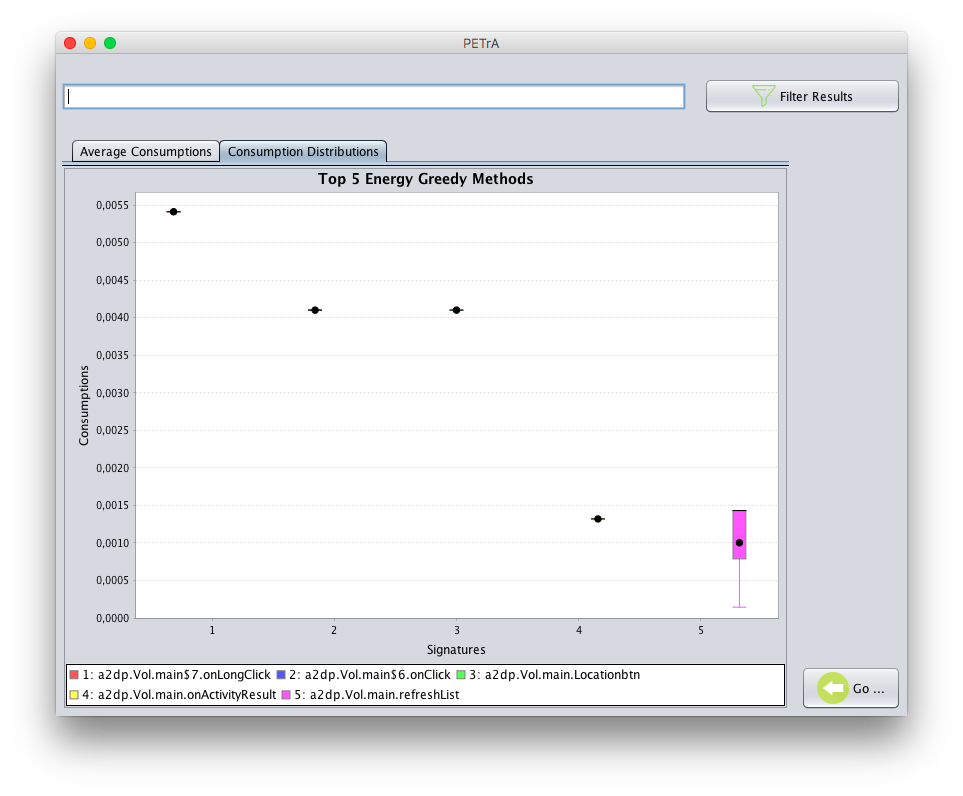 PETrA
Filter Results
Average Consumptions Consumption Distributions
Top 5 Energy Greedy Methods
0,0055
0,0050
0,0045
0,0040
0,0035
0,0030
0,0025
0,0020
0,0015
0,0010
0,0005
0,0000
Consumptions
1 2 3 4 5
Signatures
1: a2dp.Vol.main$7.onLongClick 2: a2dp.Vol.main$6.onClick 3: a2dp.Vol.main.Locationbtn
4: a2dp.Vol.main.onActivityResult 5: a2dp.Vol.main.refreshList
Go ...